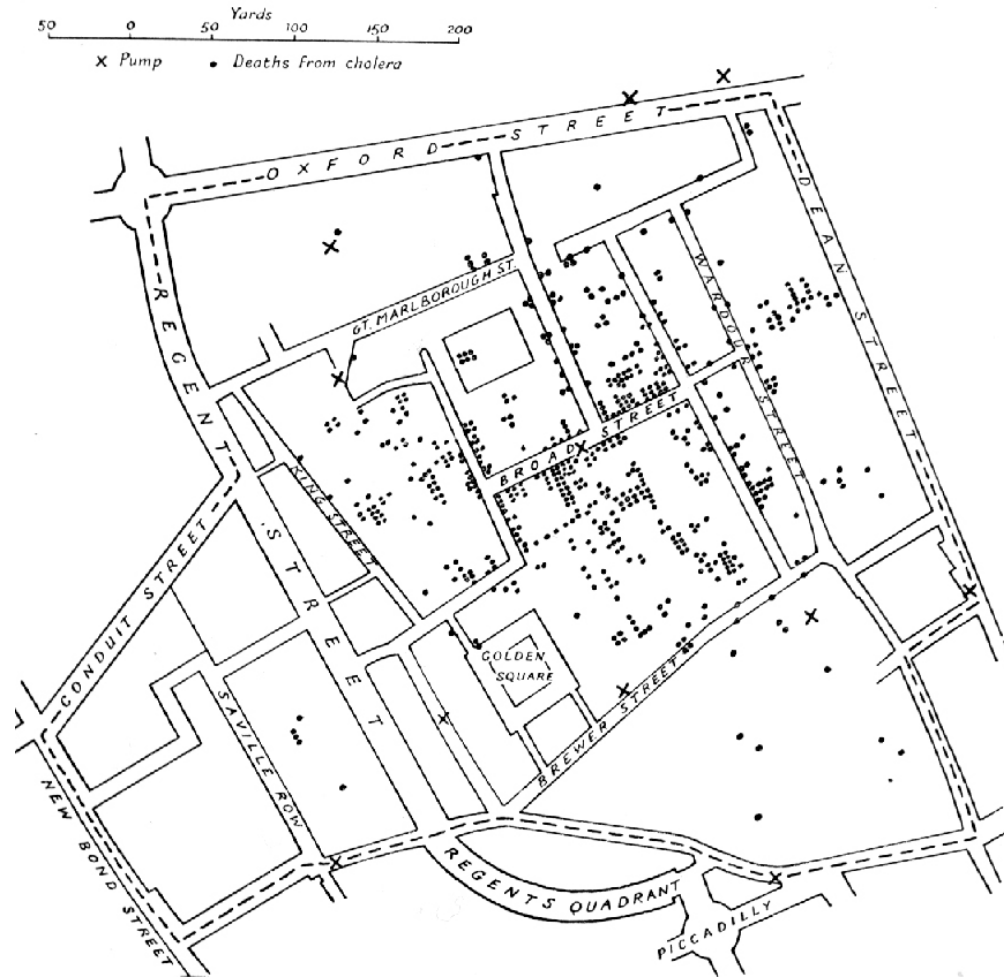 Yards
50 0 50 100 150 200
× Pump • Deaths from cholera
OXFORD STREET
DEAN STREET
REGENT STREET
WARDOUR STREET
GT. MARLBOROUGH ST.
BROAD STREET
KING STREET
CONDUIT STREET
GOLDEN
SQUARE
SAVILLE ROW
BREWER STREET
NEW BOND STREET
REGENTS QUADRANT
PICCADILLY